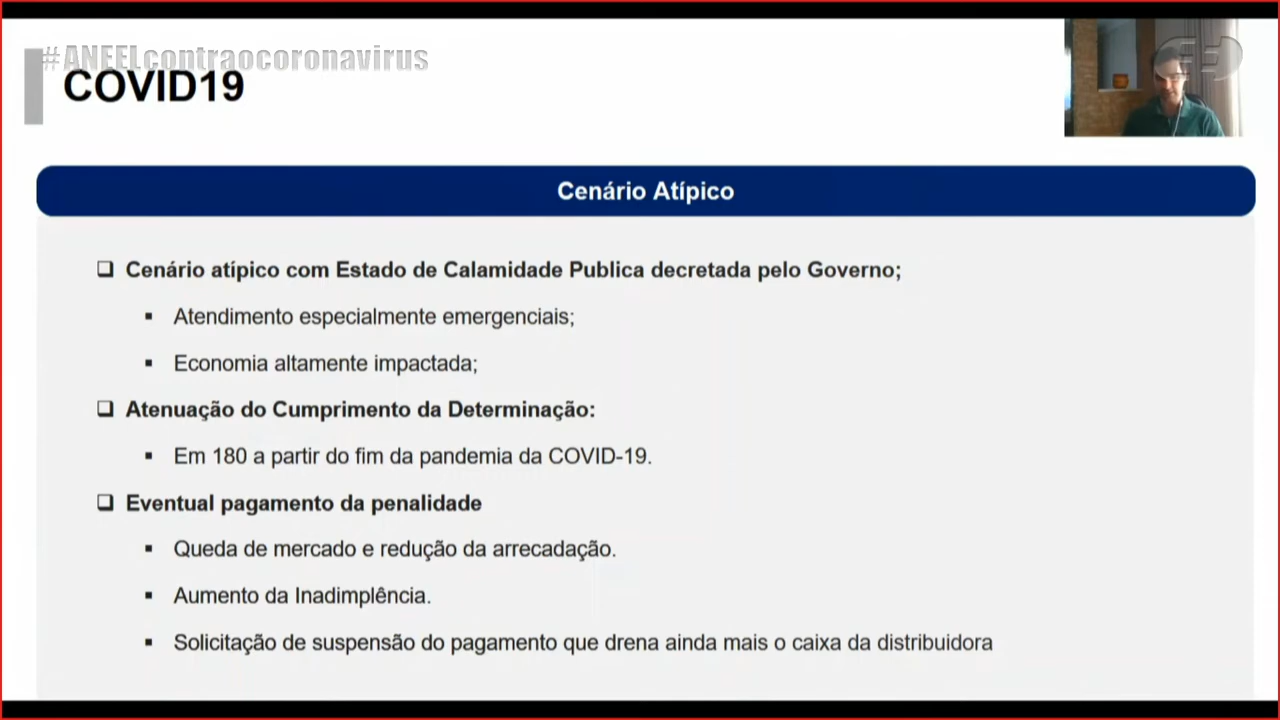 #ANEELcontraocoronavirus
COVID19
Cenário Atípico
Cenário atípico com Estado de Calamidade Publica decretada pelo Governo;
Atendimento especialmente emergenciais;
Economia altamente impactada;
Atenuação do Cumprimento da Determinação:
Em 180 a partir do fim da pandemia da COVID-19.
Eventual pagamento da penalidade
Queda de mercado e redução da arrecadação.
Aumento da Inadimplência.
Solicitação de suspensão do pagamento que drena ainda mais o caixa da distribuidora